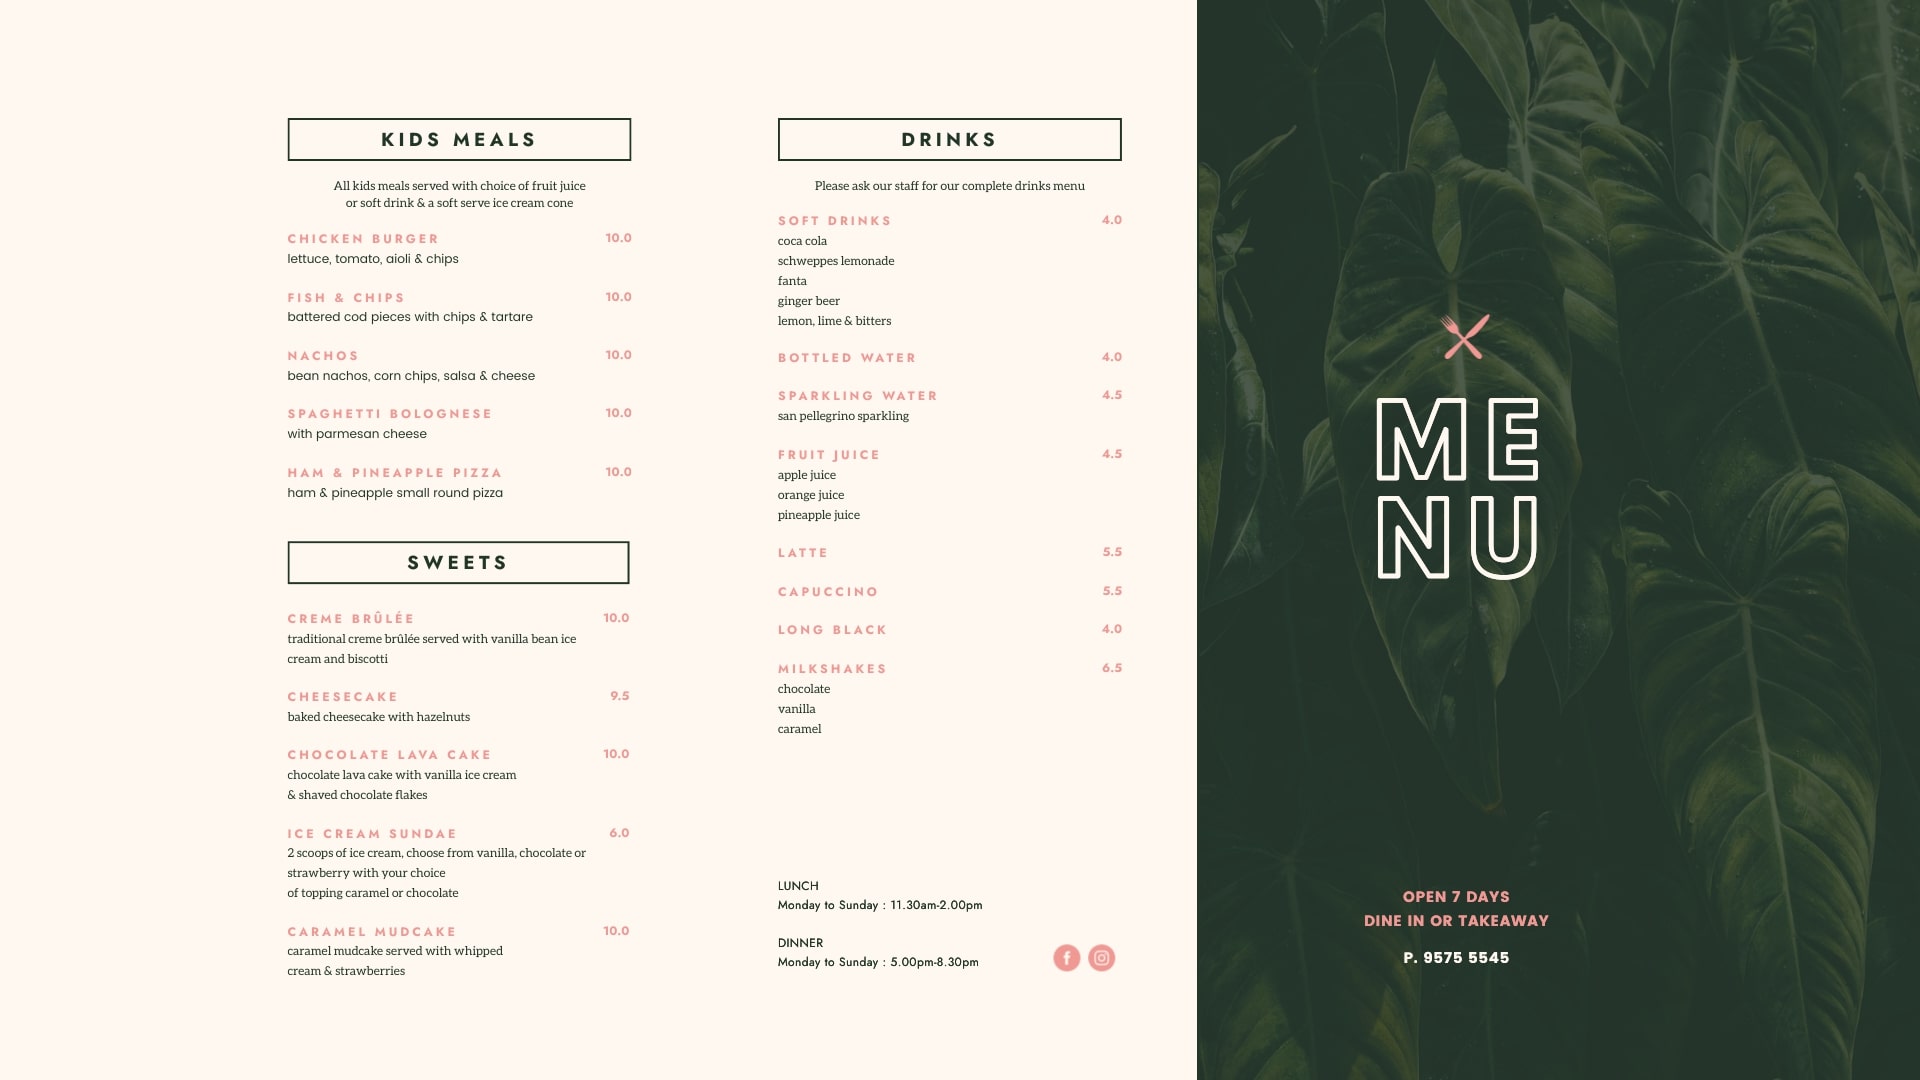 KIDS MEALS
All kids meals served with choice of fruit juice
or soft drink & a soft serve ice cream cone
CHICKEN BURGER 10.0
lettuce, tomato, aioli & chips
FISH & CHIPS 10.0
battered cod pieces with chips & tartare
NACHOS 10.0
bean nachos, corn chips, salsa & cheese
SPAGHETTI BOLOGNESE 10.0
with parmesan cheese
HAM & PINEAPPLE PIZZA 10.0
ham & pineapple small round pizza
SWEETS
CREME BRÛLÉE 10.0
traditional creme brûlée served with vanilla bean ice
cream and biscotti
CHEESECAKE 9.5
baked cheesecake with hazelnuts
CHOCOLATE LAVA CAKE 10.0
chocolate lava cake with vanilla ice cream
& shaved chocolate flakes
ICE CREAM SUNDAE 6.0
2 scoops of ice cream, choose from vanilla, chocolate or
strawberry with your choice
of topping caramel or chocolate
CARAMEL MUDCAKE 10.0
caramel mudcake served with whipped
cream & strawberries
DRINKS
Please ask our staff for our complete drinks menu
SOFT DRINKS 4.0
coca cola
schweppes lemonade
fanta
ginger beer
lemon, lime & bitters
BOTTLED WATER 4.0
SPARKLING WATER 4.5
san pellegrino sparkling
FRUIT JUICE 4.5
apple juice
orange juice
pineapple juice
LATTE 5.5
CAPUCCINO 5.5
LONG BLACK 4.0
MILKSHAKES 6.5
chocolate
vanilla
caramel
LUNCH
Monday to Sunday : 11.30am-2.00pm
DINNER
Monday to Sunday : 5.00pm-8.30pm
ME
NU
OPEN 7 DAYS
DINE IN OR TAKEAWAY
P. 9575 5545